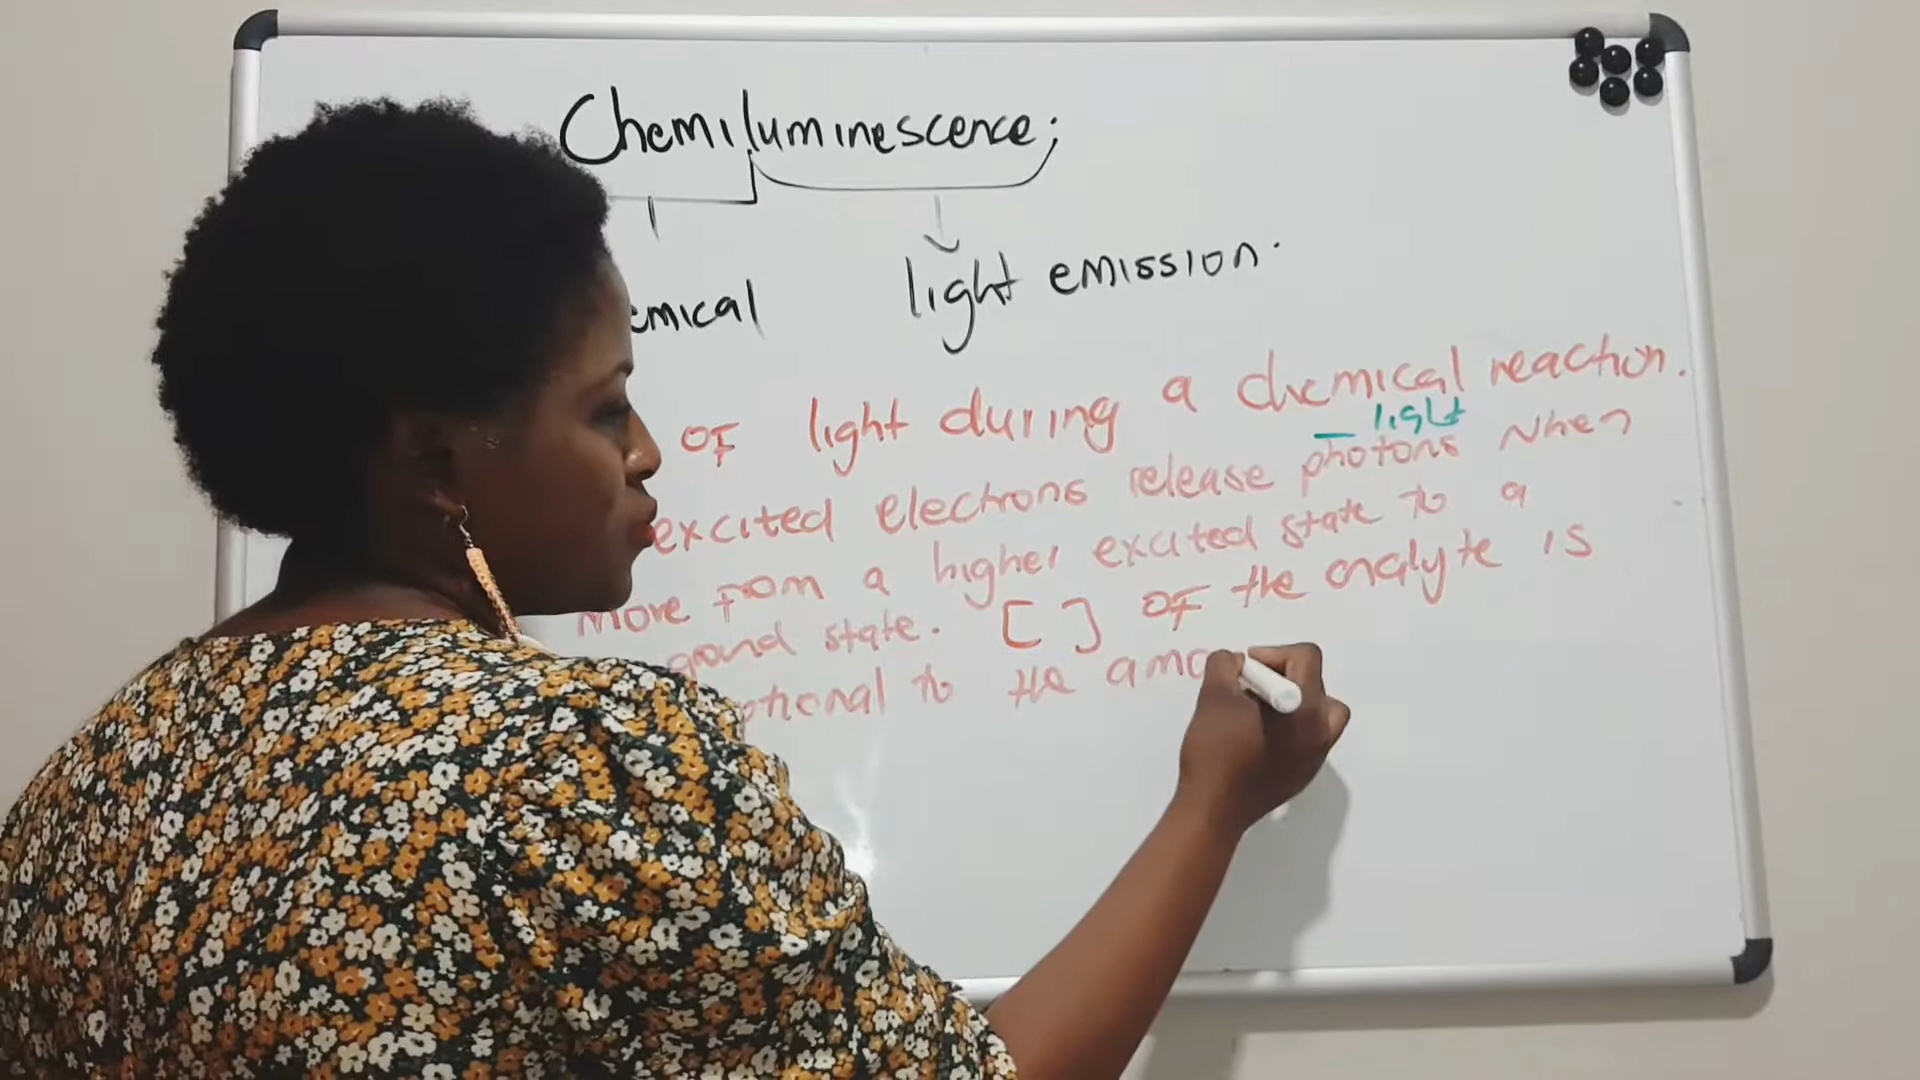 Chemiluminescence;
emical light emission.
of light during a chemical reaction.
light
excited electrons release photons when
move from a higher excited state to a
ground state. [ ] of the analyte is
otional to the amo